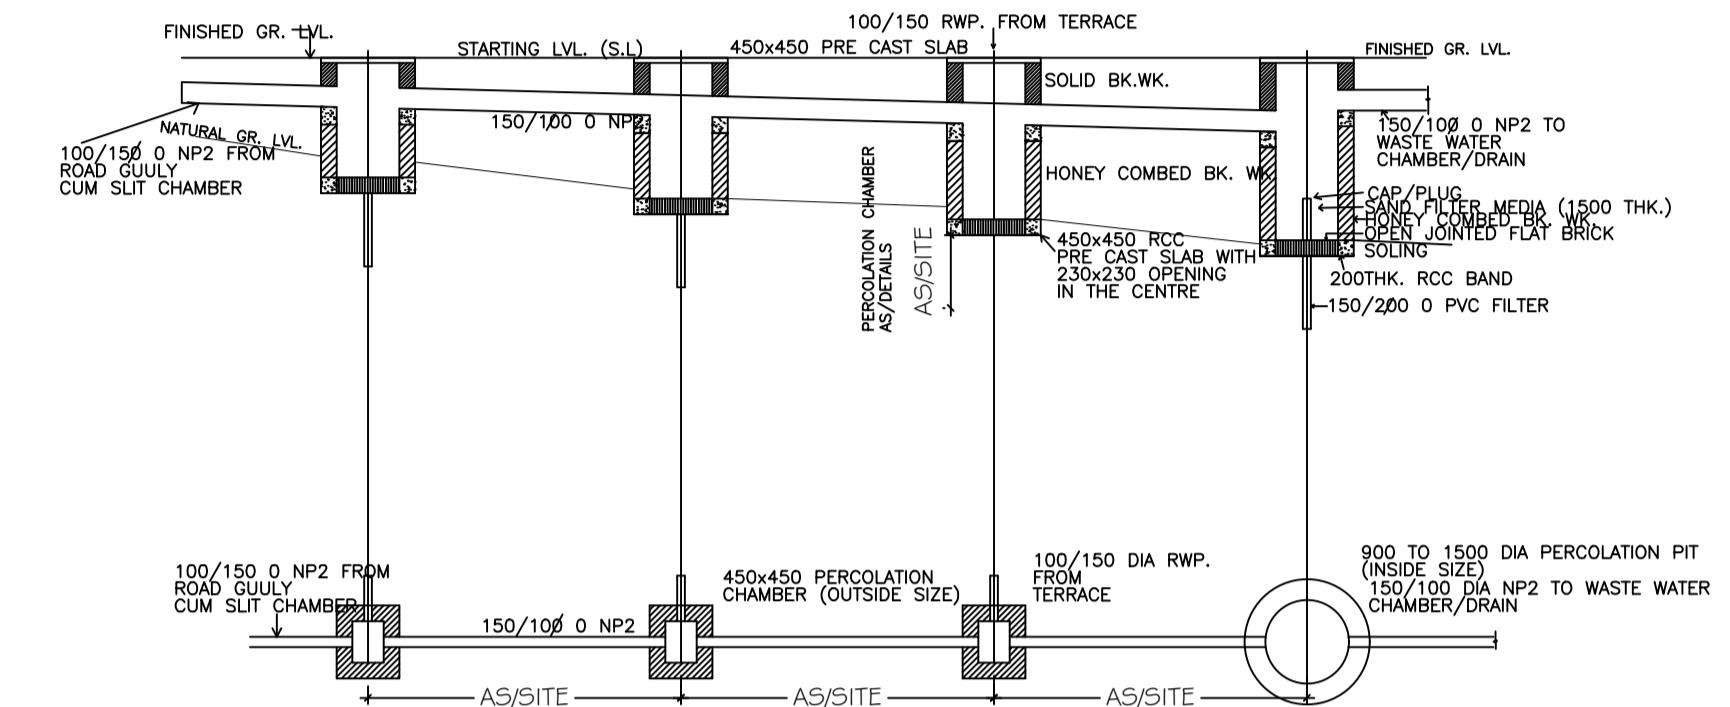 100/150 RWP. FROM TERRACE
FINISHED GR. LVL.
STARTING LVL. (S.L)
450x450 PRE CAST SLAB
FINISHED GR. LVL.
SOLID BK.WK.
NATURAL GR. LVL.
150/100 0 NP2
100/150 0 NP2 FROM
ROAD GUULY
CUM SLIT CHAMBER
150/100 0 NP2 TO
WASTE WATER
CHAMBER/DRAIN
HONEY COMBED BK. WK
PERCOLATION CHAMBER
AS/DETAILS
AS/SITE
CAP/PLUG
SAND FILTER MEDIA (1500 THK.)
HONEY COMBED BK. WK.
OPEN JOINTED FLAT BRICK
SOLING
450x450 RCC
PRE CAST SLAB WITH
230x230 OPENING
IN THE CENTRE
200THK. RCC BAND
150/200 0 PVC FILTER
100/150 0 NP2 FROM
ROAD GUULY
CUM SLIT CHAMBER
150/100 0 NP2
450x450 PERCOLATION
CHAMBER (OUTSIDE SIZE)
100/150 DIA RWP.
FROM
TERRACE
900 TO 1500 DIA PERCOLATION PIT
(INSIDE SIZE)
150/100 DIA NP2 TO WASTE WATER
CHAMBER/DRAIN
AS/SITE
AS/SITE
AS/SITE